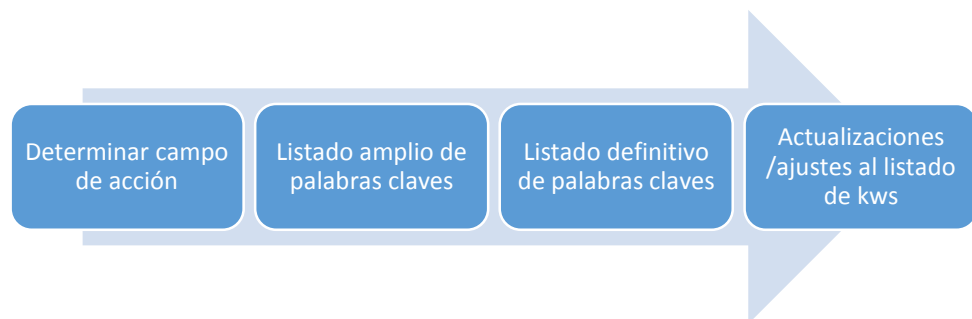 Determinar campo
de acción
Listado amplio de
palabras claves
Listado definitivo
de palabras claves
Actualizaciones
/ajustes al listado
de kws